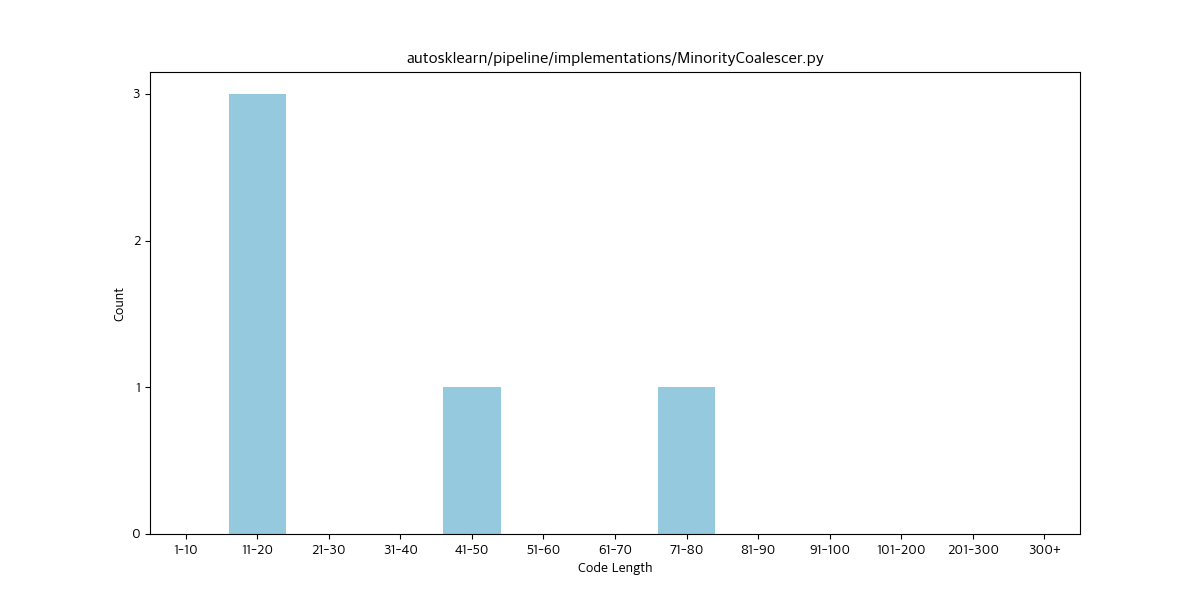 autosklearn/pipeline/implementations/MinorityCoalescer.py
Count
3
2
1
0
1-10 11-20 21-30 31-40 41-50 51-60 61-70 71-80 81-90 91-100 101-200 201-300 300+
Code Length